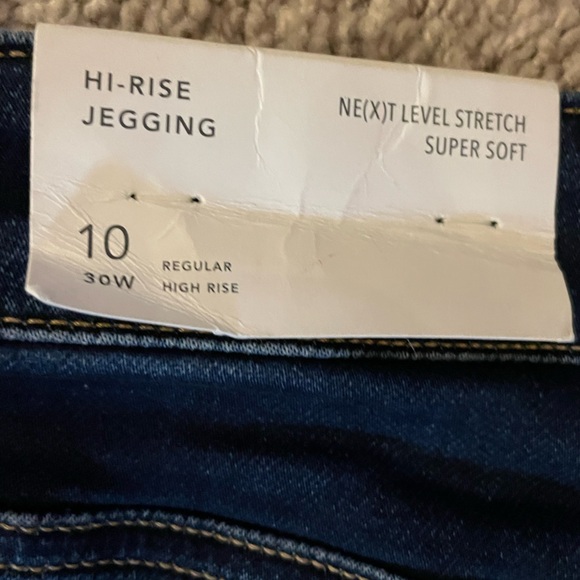 HI-RISE
JEGGING
NE(X)T LEVEL STRETCH
SUPER SOFT
10
30W
REGULAR
HIGH RISE